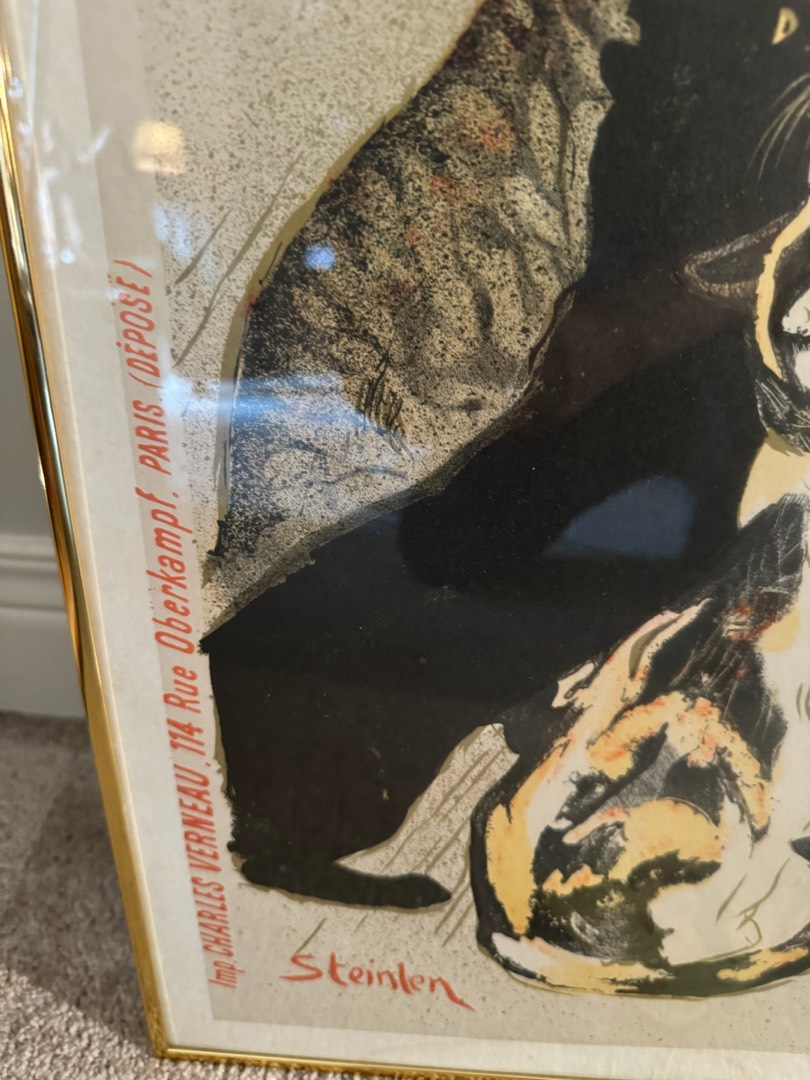 D
Imp. CHARLES VERNEAU, 114 Rue Oberkampf. PARIS (DÉPOSÉ)
Steinlen